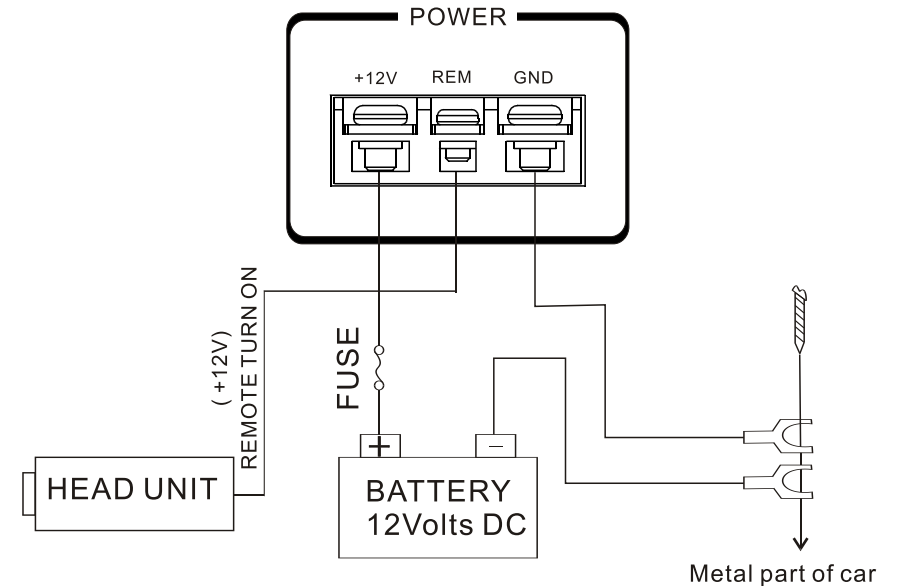 POWER
+12V REM GND
(+12V)
REMOTE TURN ON
FUSE
+ −
HEAD UNIT
BATTERY
12Volts DC
Metal part of car